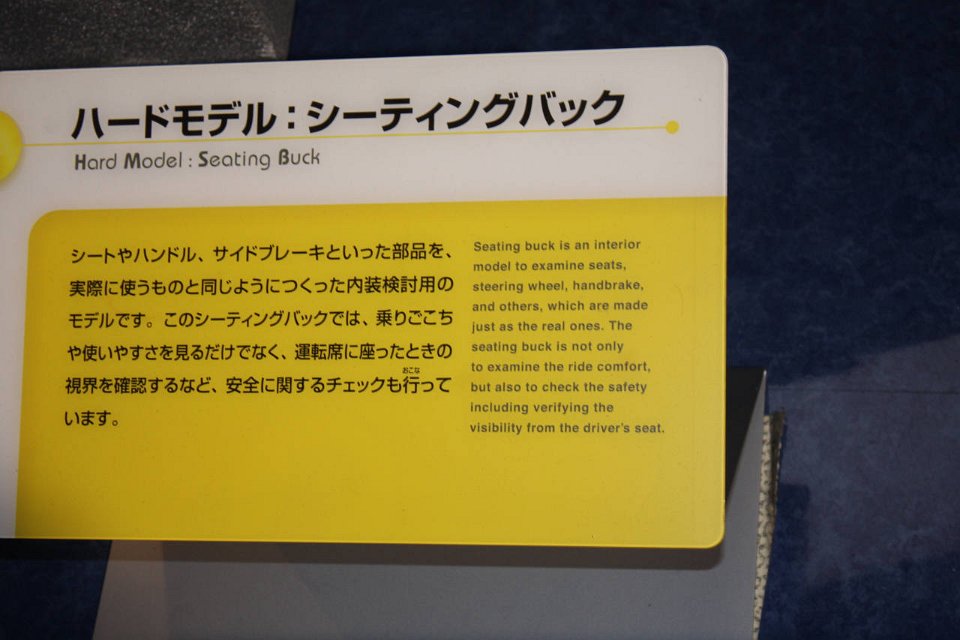 ハードモデル：シーティングバック
Hard Model : Seating Buck
シートやハンドル、サイドブレーキといった部品を、
実際に使うものと同じようにつくった内装検討用の
モデルです。このシーティングバックでは、乗りごこち
や使いやすさを見るだけでなく、運転席に座ったときの
おこな
視界を確認するなど、安全に関するチェックも行って
います。
Seating buck is an interior
model to examine seats,
steering wheel, handbrake,
and others, which are made
just as the real ones. The
seating buck is not only
to examine the ride comfort,
but also to check the safety
including verifying the
visibility from the driver's seat.